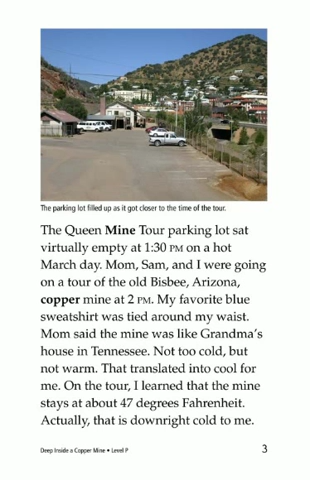 The parking lot filled up as it got closer to the time of the tour.
The Queen Mine Tour parking lot sat
virtually empty at 1:30 PM on a hot
March day. Mom, Sam, and I were going
on a tour of the old Bisbee, Arizona,
copper mine at 2 PM. My favorite blue
sweatshirt was tied around my waist.
Mom said the mine was like Grandma's
house in Tennessee. Not too cold, but
not warm. That translated into cool for
me. On the tour, I learned that the mine
stays at about 47 degrees Fahrenheit.
Actually, that is downright cold to me.
Deep Inside a Copper Mine • Level P 3